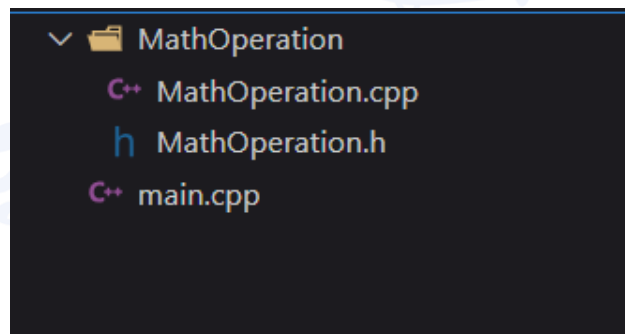 MathOperation
C++ MathOperation.cpp
h MathOperation.h
C++ main.cpp